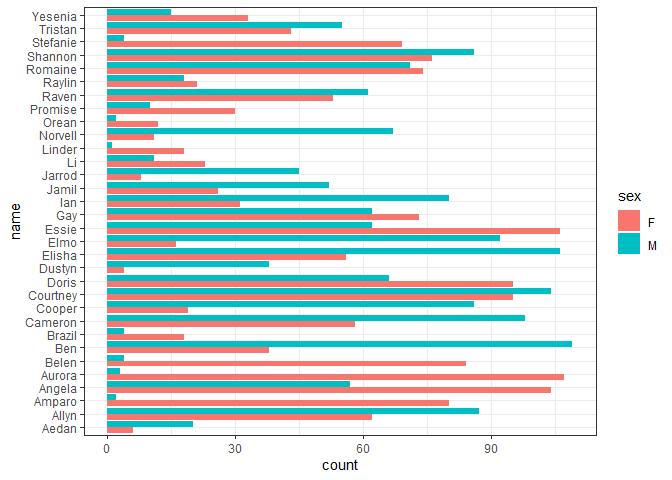 Yesenia
Tristan
Stefanie
Shannon
Romaine
Raylin
Raven
Promise
Orean
Norvell
Linder
Li
Jarrod
Jamil
Ian
Gay
Essie
Elmo
Elisha
Dustyn
Doris
Courtney
Cooper
Cameron
Brazil
Ben
Belen
Aurora
Angela
Amparo
Allyn
Aedan
name
0 30 60 90
count
sex
F
M